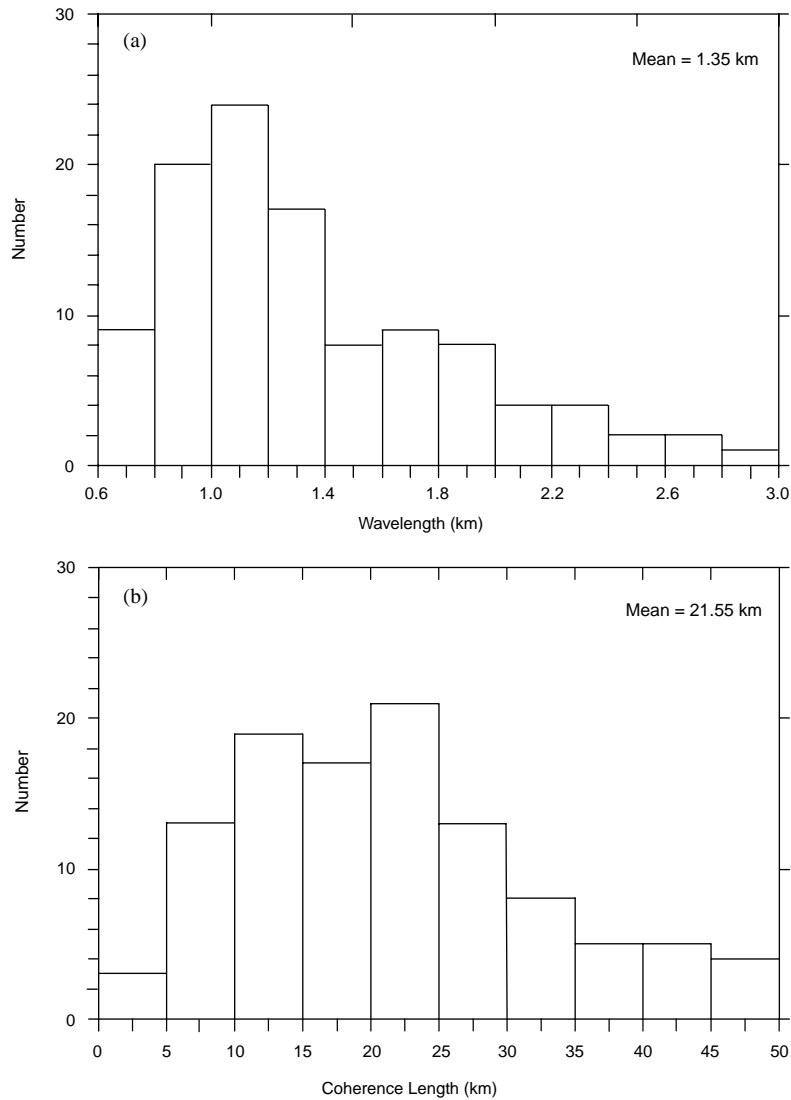 30
(a)
Mean = 1.35 km
20
Number
10
0
0.6 1.0 1.4 1.8 2.2 2.6 3.0
Wavelength (km)
30
(b)
Mean = 21.55 km
20
Number
10
0
0 5 10 15 20 25 30 35 40 45 50
Coherence Length (km)